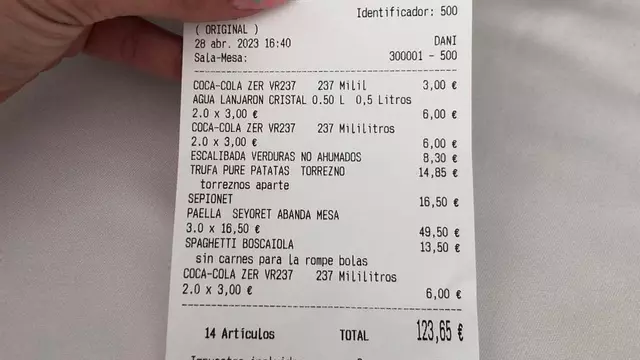 Identificador: 500
( ORIGINAL )
28 abr. 2023 16:40 DANI
Sala-Mesa: 300001 - 500
COCA-COLA ZER VR237 237 Milil 3,00 €
AGUA LANJARON CRISTAL 0.50 L 0,5 Litros
2.0 x 3,00 € 6,00 €
COCA-COLA ZER VR237 237 Mililitros
2.0 x 3,00 € 6,00 €
ESCALIBADA VERDURAS NO AHUMADOS 8,30 €
TRUFA PURE PATATAS TORREZNO 14,85 €
torreznos aparte
SEPIONET 16,50 €
PAELLA SEYORET ABANDA MESA
3.0 x 16,50 € 49,50 €
SPAGHETTI BOSCAIOLA 13,50 €
sin carnes para la rompe bolas
COCA-COLA ZER VR237 237 Mililitros
2.0 x 3,00 € 6,00 €
14 Artículos TOTAL 123,65 €